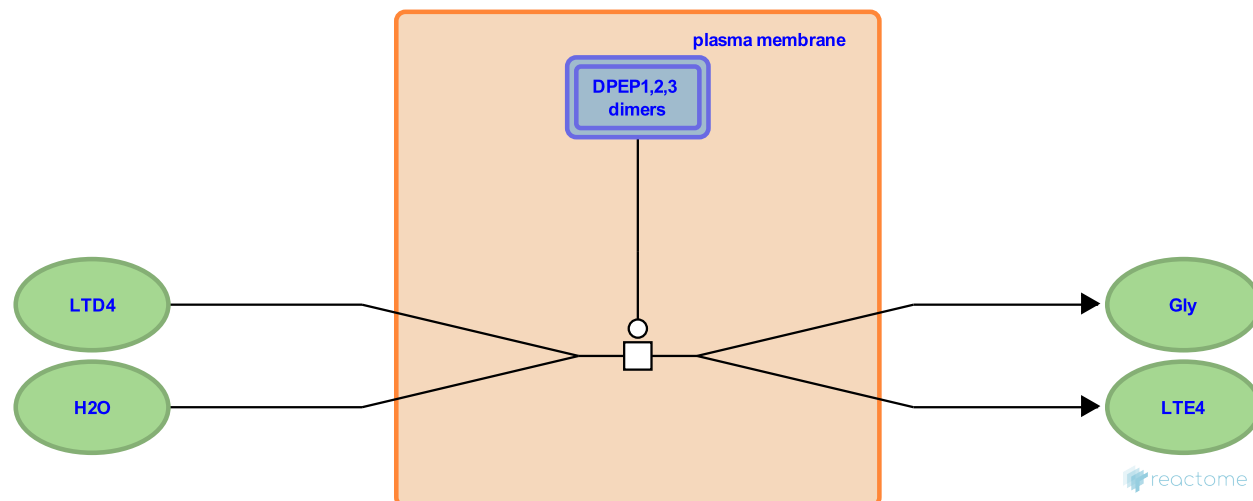 plasma membrane
DPEP1,2,3
dimers
LTD4
Gly
H2O
LTE4
reactome